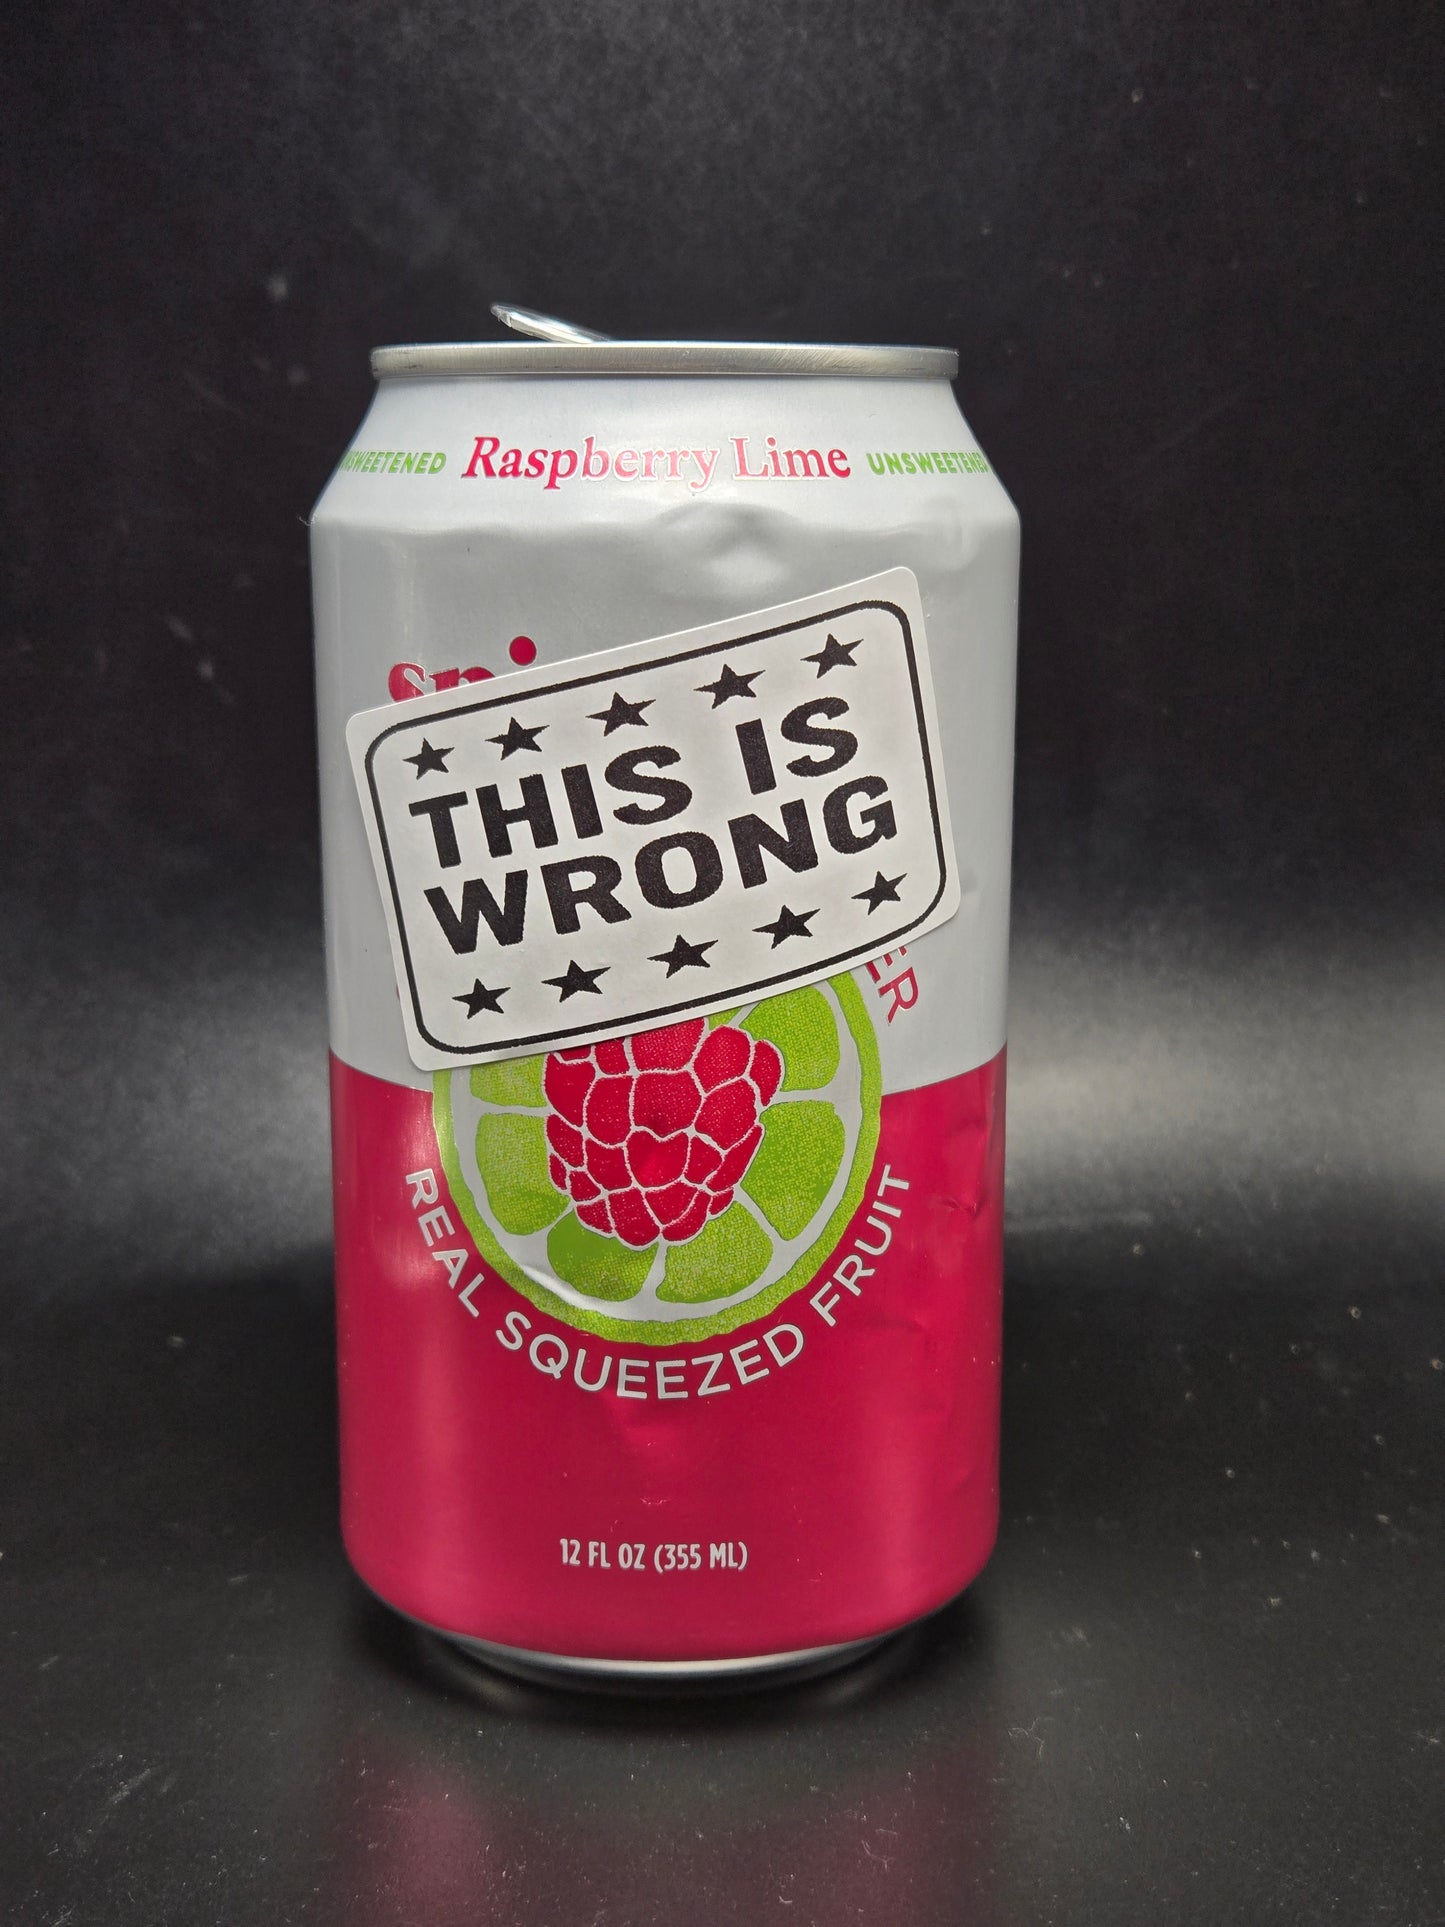 UNSWEETENED Raspberry Lime UNSWEETENED
THIS IS
WRONG
REAL SQUEEZED FRUIT
12 FL OZ (355 ML)